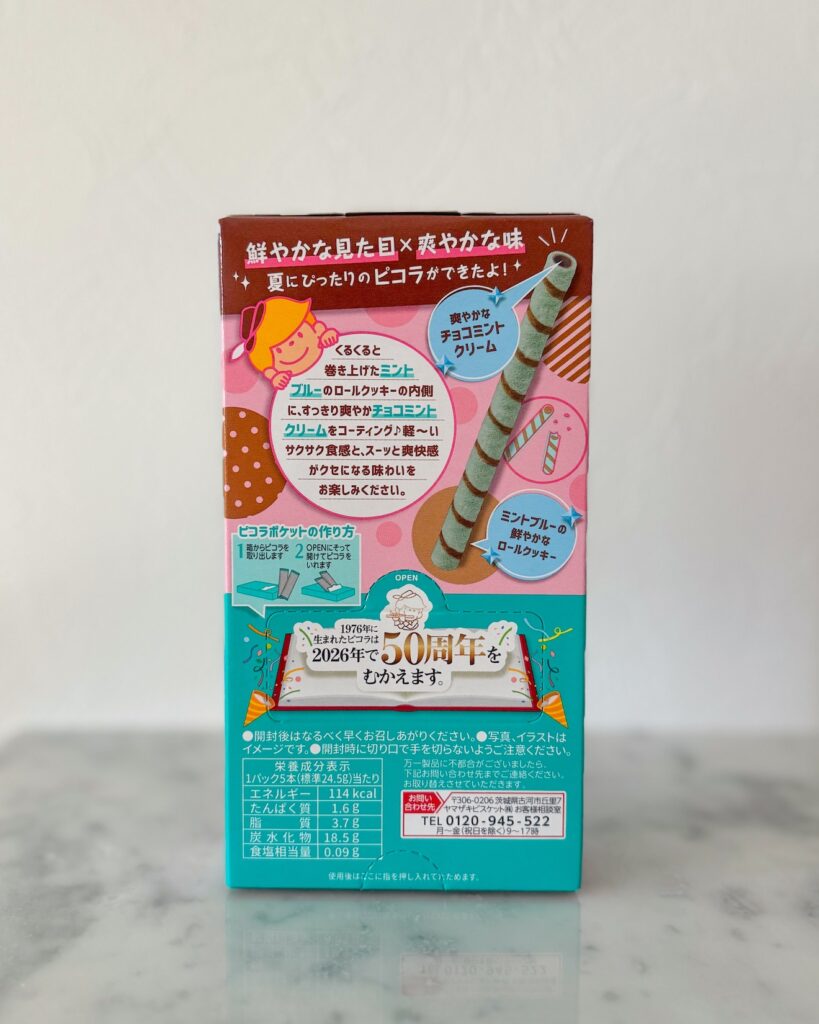 鮮やかな見た目×爽やかな味
夏にぴったりのピコラができたよ!
爽やかな
チョコミント
クリーム
くるくると
巻き上げたミント
ブルーのロールクッキーの内側
に、すっきり爽やかチョコミント
クリームをコーティング♪軽〜い
サクサク食感と、スーッと爽快感
がクセになる味わいを
お楽しみください。
ミントブルーの
鮮やかな
ロールクッキー
ピコラポケットの作り方
1 箱からピコラを
取り出します
2 OPENにそって
開けてピコラを
いれます
OPEN
1976年に
生まれたピコラは
2026年で50周年を
むかえます。
●開封後はなるべく早くお召しあがりください。●写真、イラストは
イメージです。●開封時に切り口で手を切らないようご注意ください。
栄養成分表示
1パック5本(標準24.5g)当たり
エネルギー 114 kcal
たんぱく質 1.6 g
脂質 3.7 g
炭水化物 18.5 g
食塩相当量 0.09 g
万一製品に不都合がございましたら、
下記お問い合わせ先までご連絡ください。
お取り替えさせていただきます。
お問い
合わせ先
〒306-0206 茨城県古河市丘里7
ヤマザキビスケット㈱ お客様相談室
TEL 0120-945-522
月〜金(祝日を除く)9〜17時
使用後はここに指を押し入れてたためます。